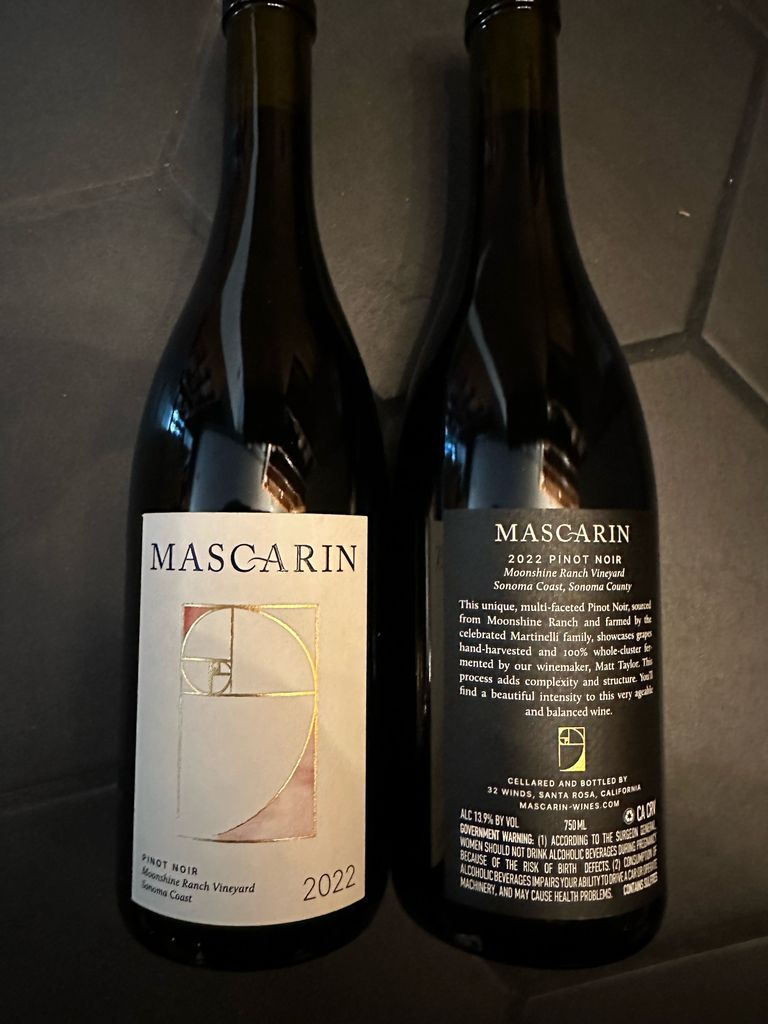 MASCARIN
PINOT NOIR
Moonshine Ranch Vineyard
Sonoma Coast
2022
MASCARIN
2022 PINOT NOIR
Moonshine Ranch Vineyard
Sonoma Coast, Sonoma County
This unique, multi-faceted Pinot Noir, sourced
from Moonshine Ranch and farmed by the
celebrated Martinelli family, showcases grapes
hand-harvested and 100% whole-cluster fer-
mented by our winemaker, Matt Taylor. This
process adds complexity and structure. You'll
find a beautiful intensity to this very ageable
and balanced wine.
CELLARED AND BOTTLED BY
32 WINDS, SANTA ROSA, CALIFORNIA
MASCARIN-WINES.COM
ALC 13.9% BY VOL 750 ML CA CRV
GOVERNMENT WARNING: (1) ACCORDING TO THE SURGEON GENERAL,
WOMEN SHOULD NOT DRINK ALCOHOLIC BEVERAGES DURING PREGNANCY
BECAUSE OF THE RISK OF BIRTH DEFECTS. (2) CONSUMPTION OF
ALCOHOLIC BEVERAGES IMPAIRS YOUR ABILITY TO DRIVE A CAR OR OPERATE
MACHINERY, AND MAY CAUSE HEALTH PROBLEMS. CONTAINS SULFITES